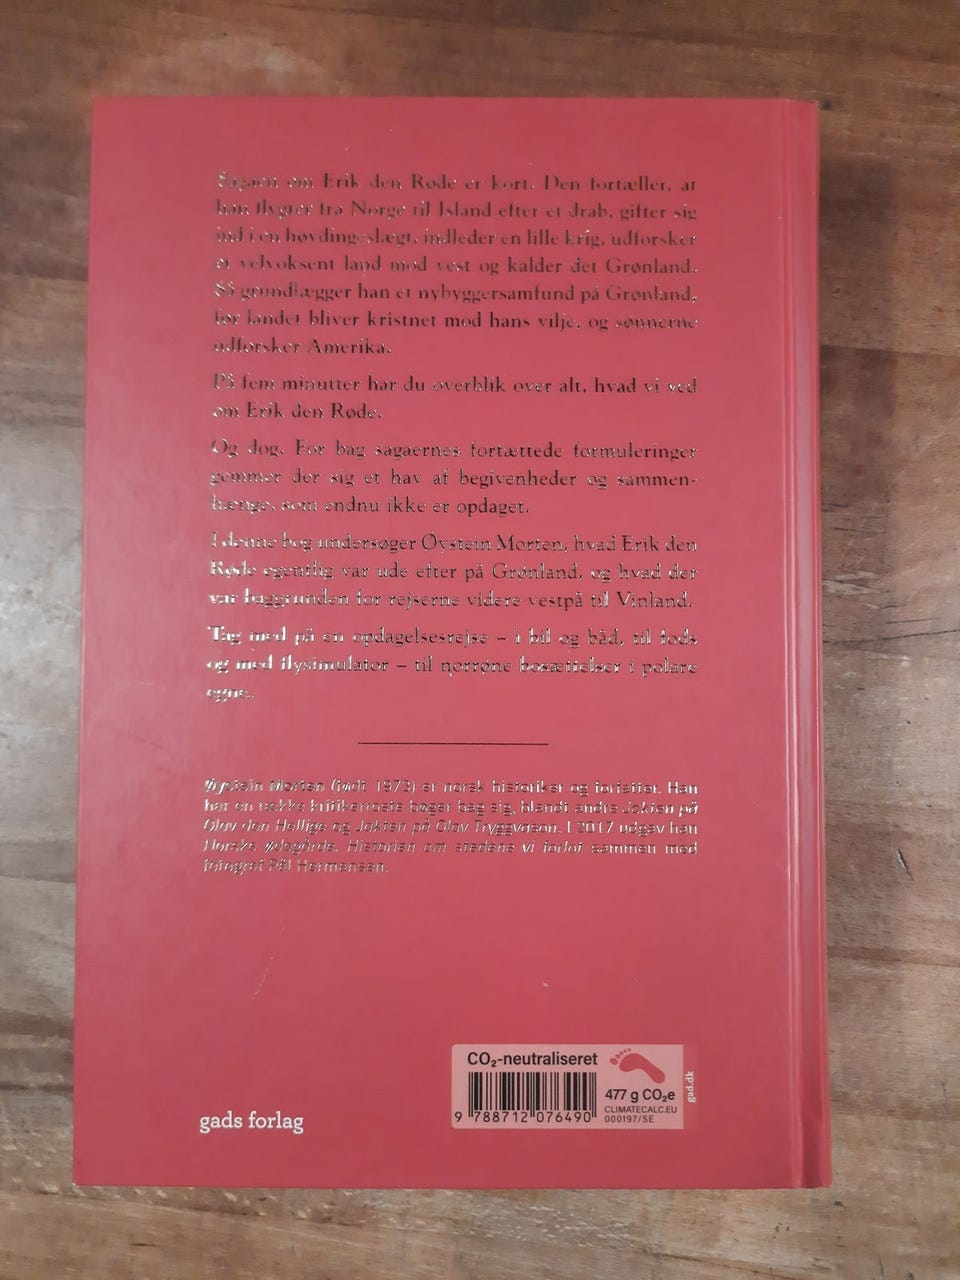 Sagaen om Erik den Røde er kort. Den fortæller, at
han flygter fra Norge til Island efter et drab, gifter sig
ind i en høvdingeslægt, indleder en lille krig, udforsker
et velvoksent land mod vest og kalder det Grønland.
Så grundlægger han et nybyggersamfund på Grønland,
før landet bliver kristnet mod hans vilje, og sønnerne
udforsker Amerika.
På fem minutter har du overblik over alt, hvad vi ved
om Erik den Røde.
Og dog. For bag sagaernes fortættede formuleringer
gemmer der sig et hav af begivenheder og sammen-
hænge, som endnu ikke er opdaget.
I denne bog undersøger Øystein Morten, hvad Erik den
Røde egentlig var ude efter på Grønland, og hvad der
var baggrunden for rejserne videre vestpå til Vinland.
Tag med på en opdagelsesrejse – i bil og båd, til fods
og med flysimulator – til norrøne bosættelser i polare
egne.
Øystein Morten (født 1973) er norsk historiker og forfatter. Han
har en række kritikerroste bøger bag sig, blandt andre Jakten på
Olav den Hellige og Jakten på Olav Tryggvason. I 2017 udgav han
Norske ødegårde. Historien om stedene vi forlot sammen med
fotograf Pål Hermansen.
gads forlag
CO₂-neutraliseret
477 g CO₂e
CLIMATECALC.EU
000197/SE
9 788712 076490
gad.dk